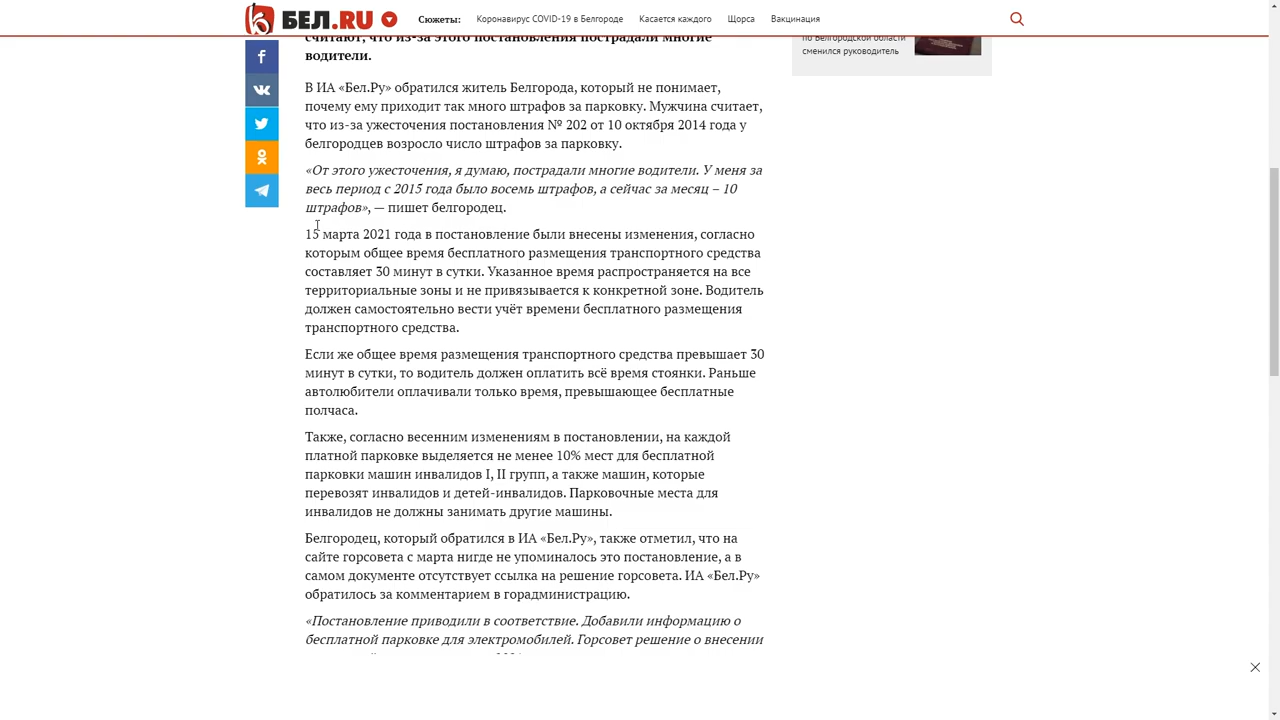 БЕЛ.RU
Сюжеты: Коронавирус COVID-19 в Белгороде Касается каждого Щорса Вакцинация
считают, что из-за этого постановления пострадали многие
водители.
по Белгородской области
сменился руководитель
В ИА «Бел.Ру» обратился житель Белгорода, который не понимает,
почему ему приходит так много штрафов за парковку. Мужчина считает,
что из-за ужесточения постановления № 202 от 10 октября 2014 года у
белгородцев возросло число штрафов за парковку.
«От этого ужесточения, я думаю, пострадали многие водители. У меня за
весь период с 2015 года было восемь штрафов, а сейчас за месяц – 10
штрафов», — пишет белгородец.
15 марта 2021 года в постановление были внесены изменения, согласно
которым общее время бесплатного размещения транспортного средства
составляет 30 минут в сутки. Указанное время распространяется на все
территориальные зоны и не привязывается к конкретной зоне. Водитель
должен самостоятельно вести учёт времени бесплатного размещения
транспортного средства.
Если же общее время размещения транспортного средства превышает 30
минут в сутки, то водитель должен оплатить всё время стоянки. Раньше
автолюбители оплачивали только время, превышающее бесплатные
полчаса.
Также, согласно весенним изменениям в постановлении, на каждой
платной парковке выделяется не менее 10% мест для бесплатной
парковки машин инвалидов I, II групп, а также машин, которые
перевозят инвалидов и детей-инвалидов. Парковочные места для
инвалидов не должны занимать другие машины.
Белгородец, который обратился в ИА «Бел.Ру», также отметил, что на
сайте горсовета с марта нигде не упоминалось это постановление, а в
самом документе отсутствует ссылка на решение горсовета. ИА «Бел.Ру»
обратилось за комментарием в горадминистрацию.
«Постановление приводили в соответствие. Добавили информацию о
бесплатной парковке для электромобилей. Горсовет решение о внесении